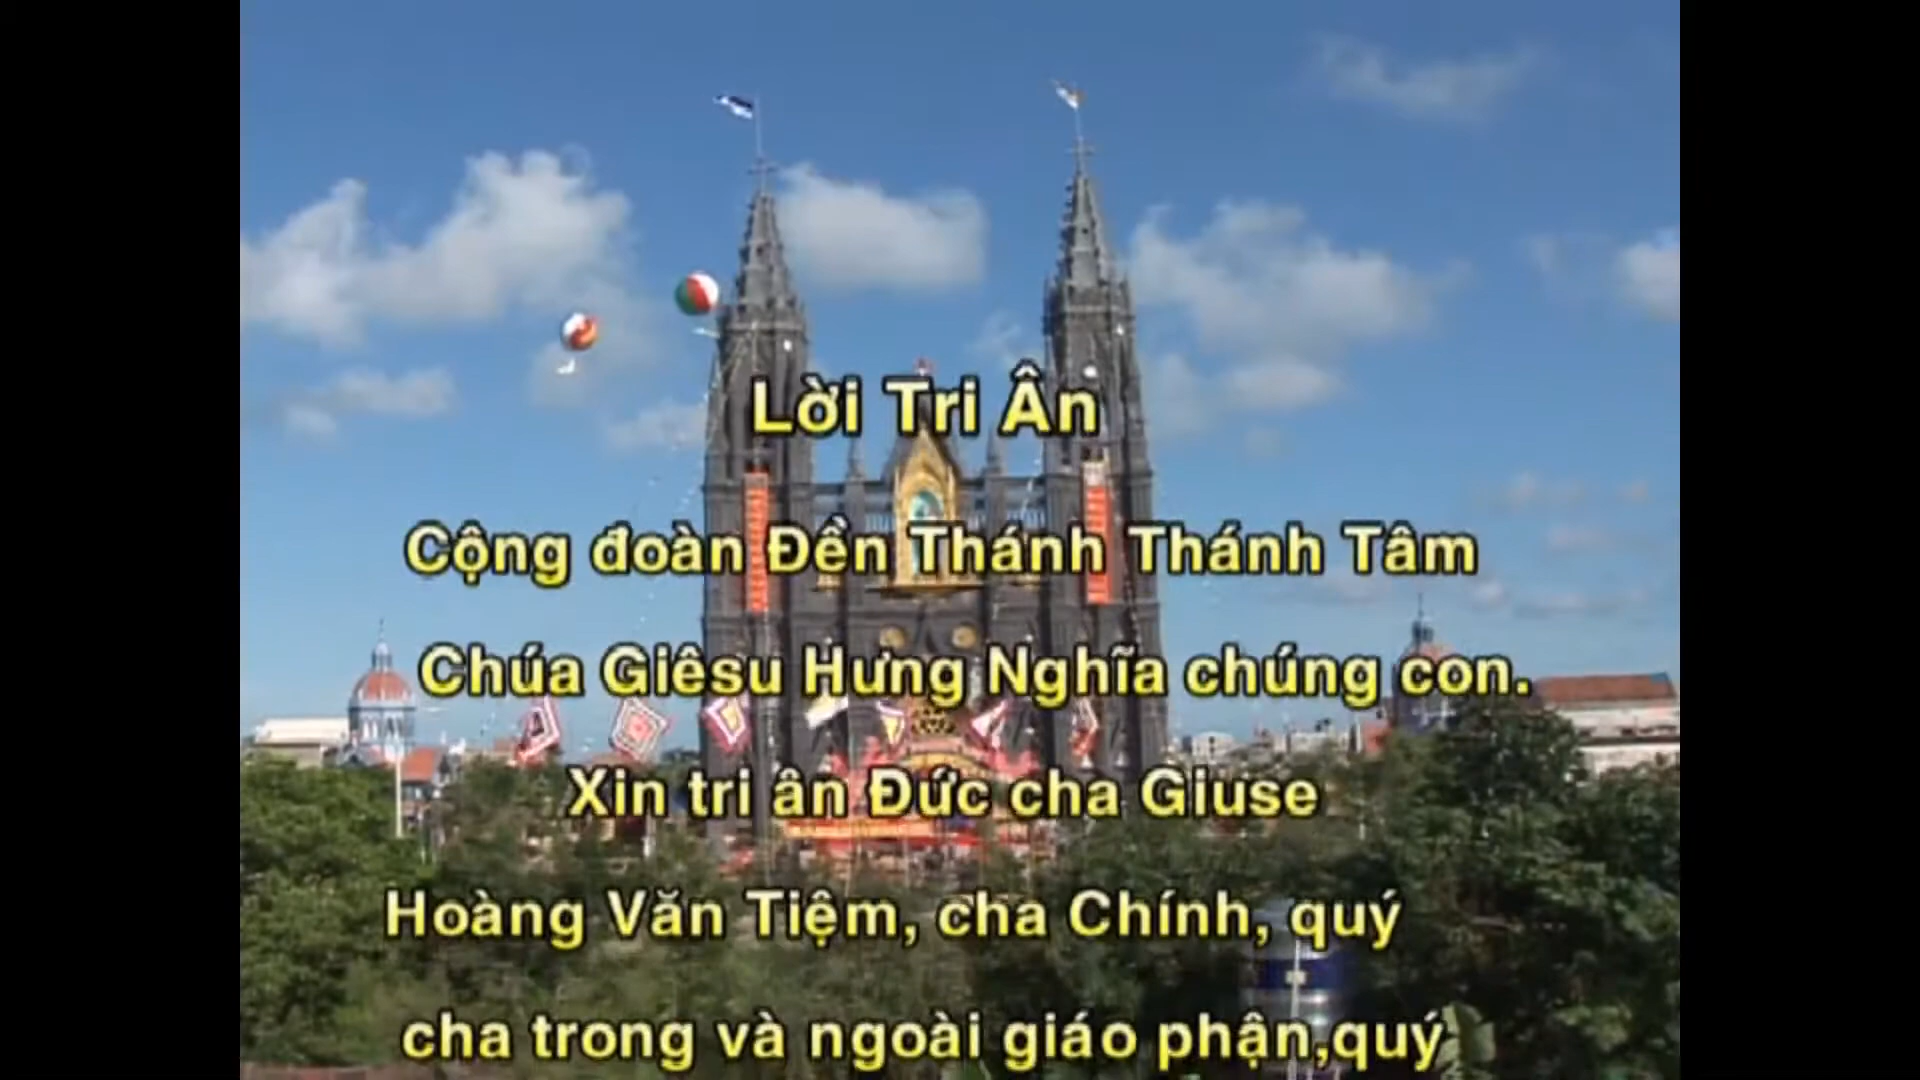 Lời Tri Ân
Cộng đoàn Đền Thánh Thánh Tâm
Chúa Giêsu Hưng Nghĩa chúng con.
Xin tri ân Đức cha Giuse
Hoàng Văn Tiệm, cha Chính, quý
cha trong và ngoài giáo phận,quý